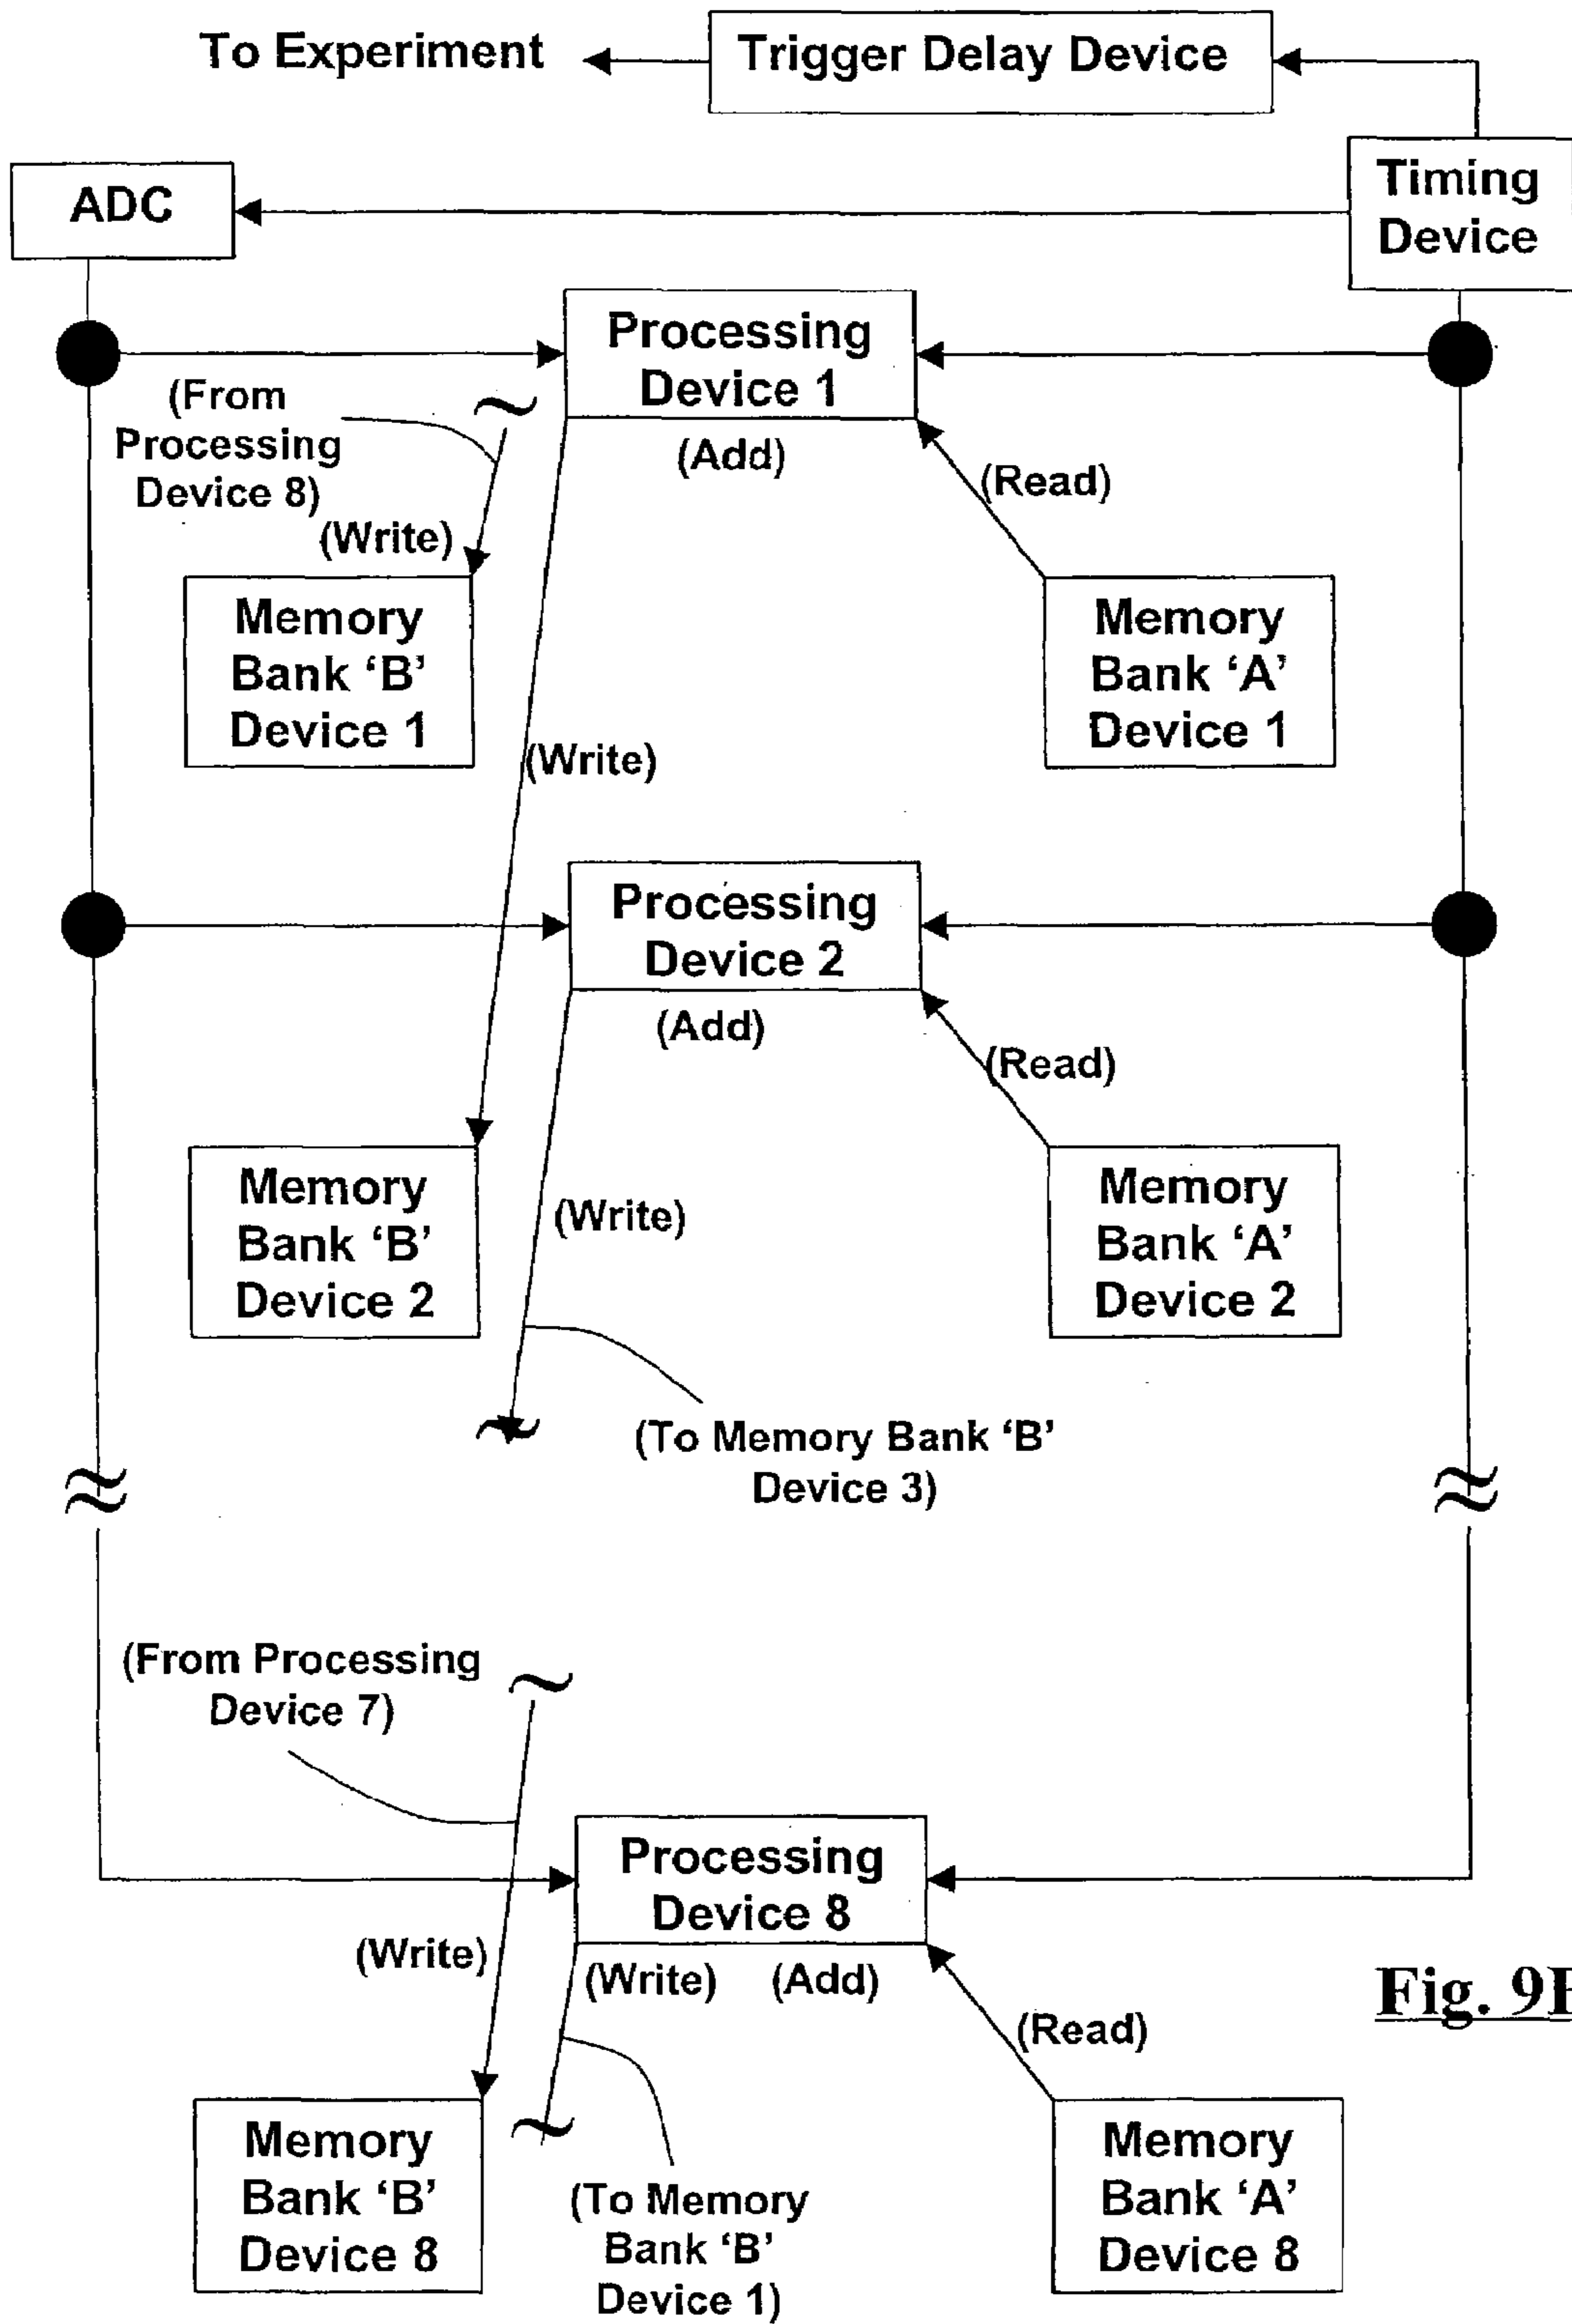 To Experiment
Trigger Delay Device
ADC
Timing
Device
Processing
Device 1
(From
Processing
Device 8)
(Add)
(Read)
(Write)
Memory
Bank ‘B’
Device 1
Memory
Bank ‘A’
Device 1
(Write)
Processing
Device 2
(Add)
(Read)
Memory
Bank ‘B’
Device 2
(Write)
Memory
Bank ‘A’
Device 2
(To Memory Bank ‘B’
Device 3)
(From Processing
Device 7)
Processing
Device 8
(Write)
(Write) (Add)
(Read)
Fig. 9
Memory
Bank ‘B’
Device 8
(To Memory
Bank ‘B’
Device 1)
Memory
Bank ‘A’
Device 8